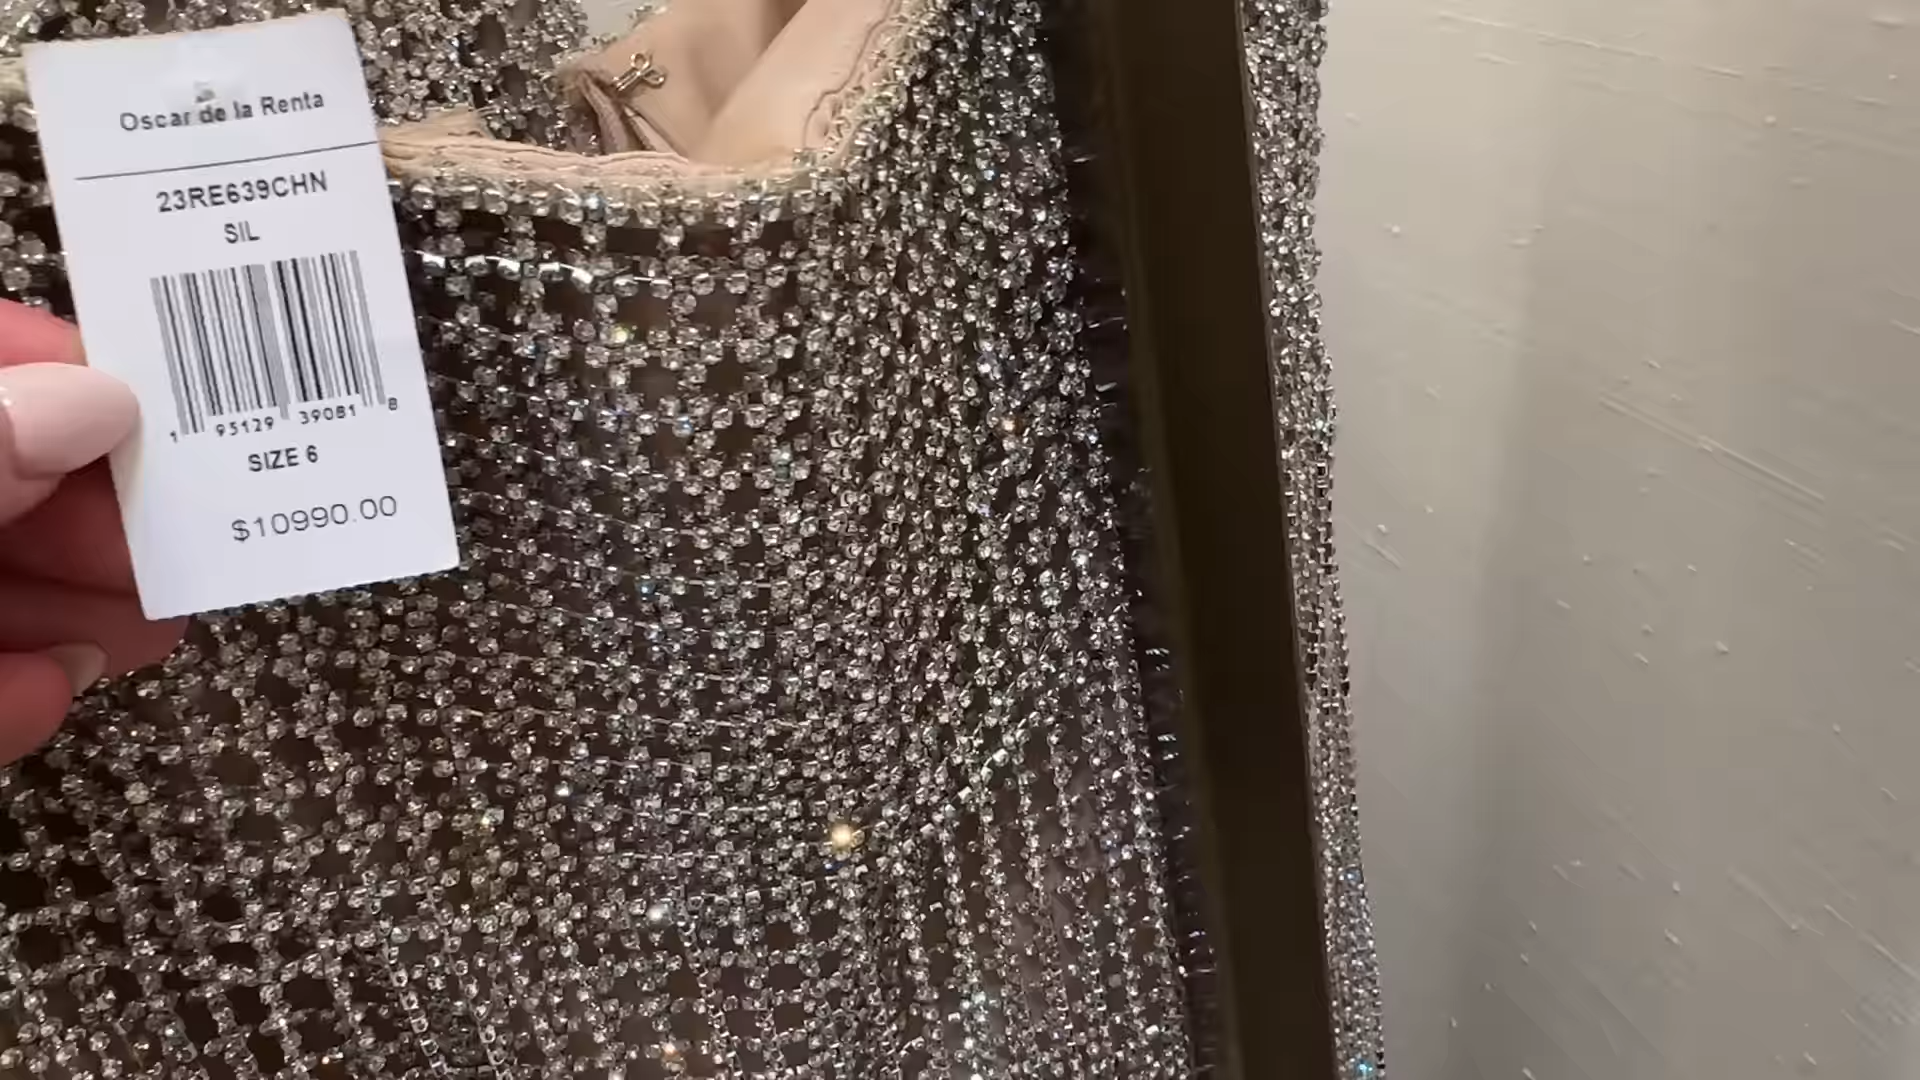 Oscar de la Renta
23RE639CHN
SIL
1 95129 39081 8
SIZE 6
$10990.00